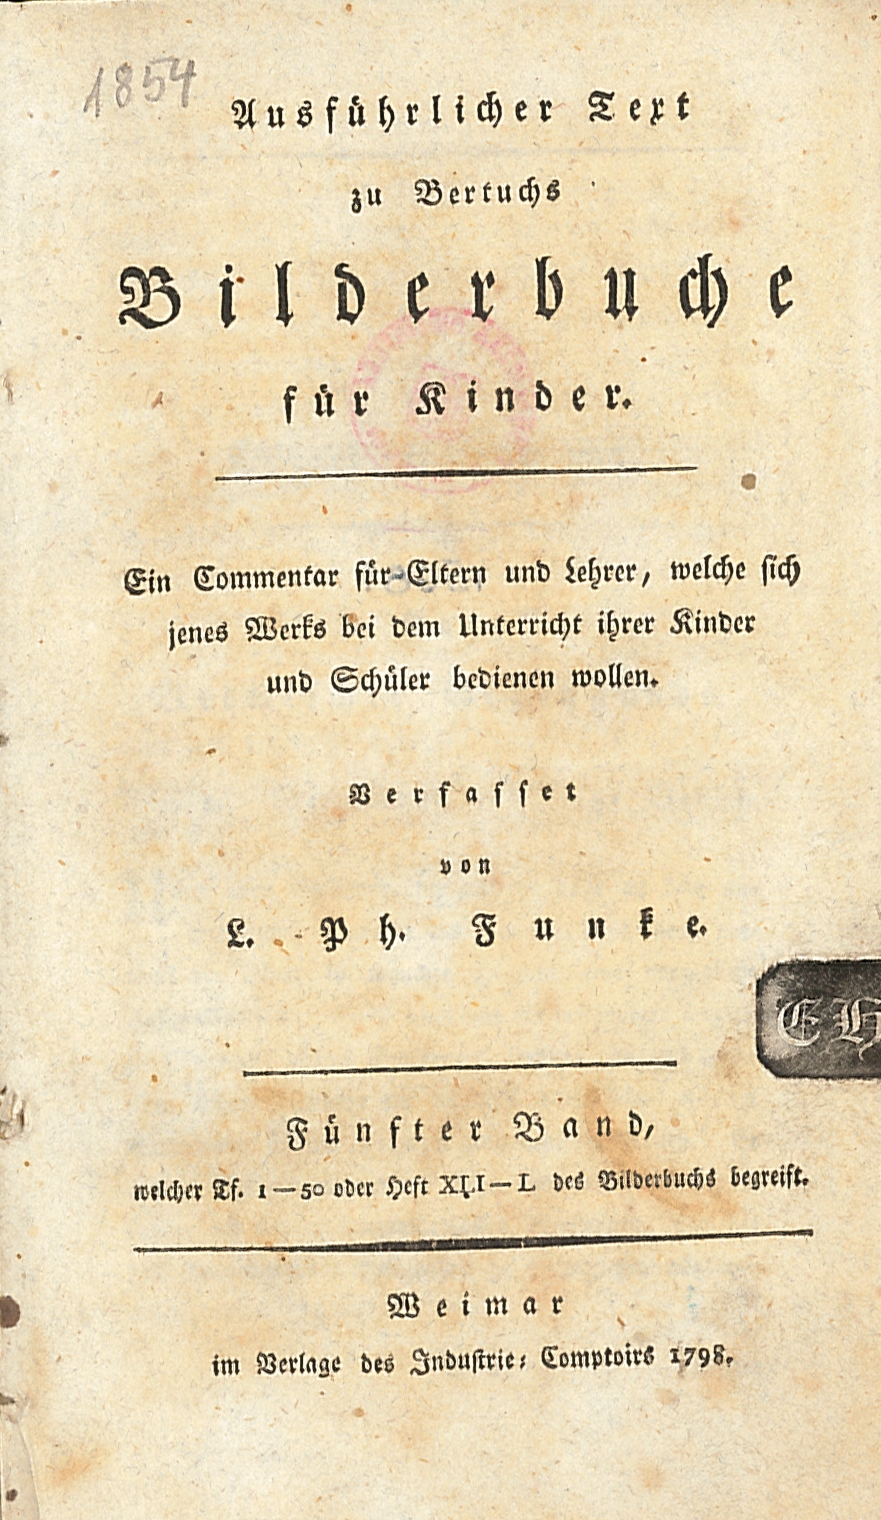 1854
Ausführlicher Text
zu Bertuchs
Bilderbuche
für Kinder.
Ein Commentar für Eltern und Lehrer, welche sich
jenes Werks bei dem Unterricht ihrer Kinder
und Schüler bedienen wollen.
Verfasset
von
L. Ph. Funke.
Fünfter Band,
welcher Tf. 1—50 oder Heft XLI—L des Bilderbuchs begreift.
Weimar
im Verlage des Industrie-Comptoirs 1798.
EH